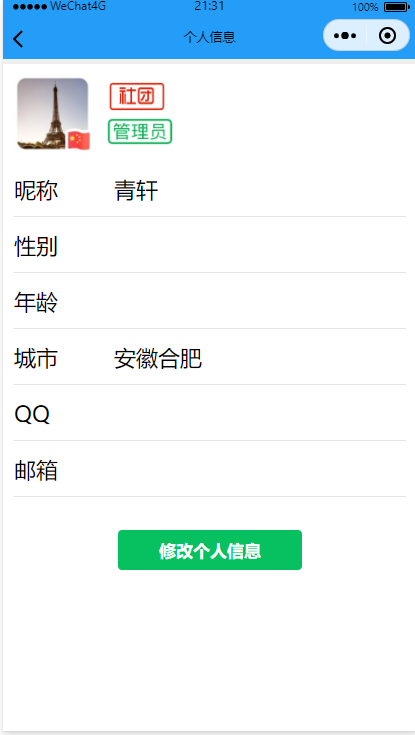 ●●●●● WeChat4G 21:31 100%
个人信息
社团
管理员
昵称 青轩
性别
年龄
城市 安徽合肥
QQ
邮箱
修改个人信息